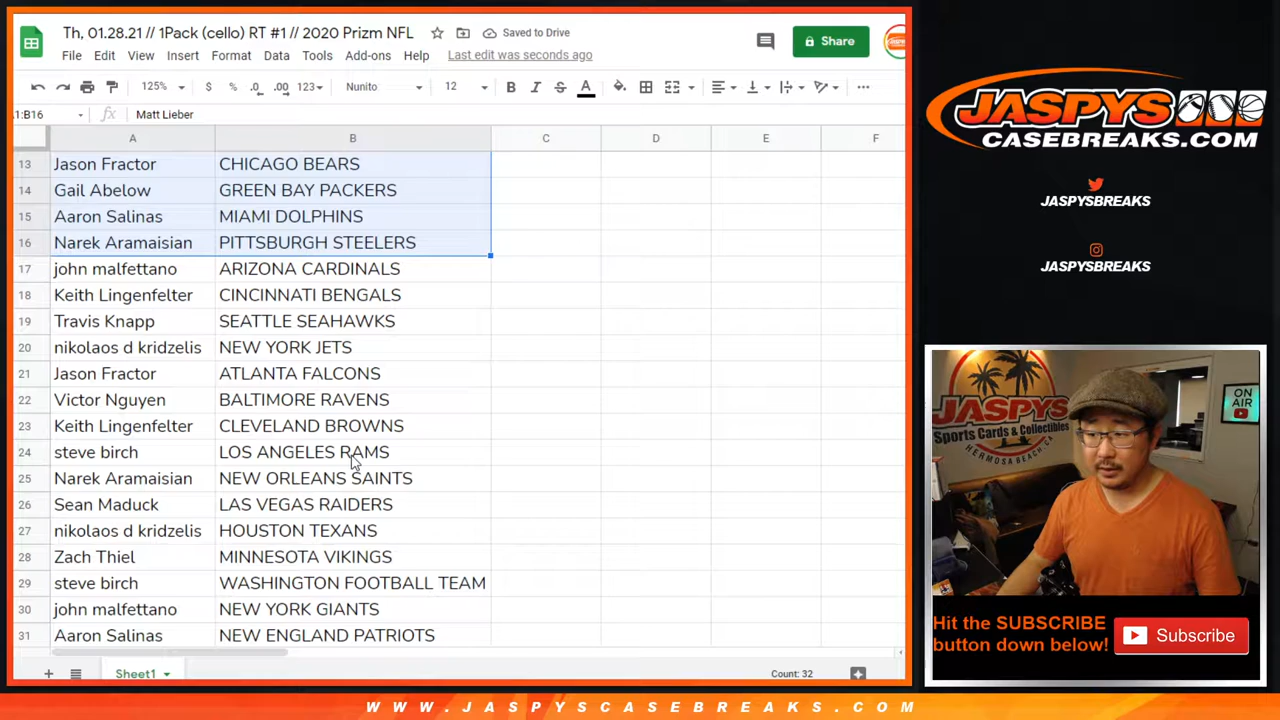 Th, 01.28.21 // 1Pack (cello) RT #1 // 2020 Prizm NFL
Saved to Drive
File Edit View Insert Format Data Tools Add-ons Help
Last edit was seconds ago
Share
125% $ % .0 .00 123 Nunito 12 B I S A
1:B16 fx Matt Lieber
A B C D E F
13 Jason Fractor CHICAGO BEARS
14 Gail Abelow GREEN BAY PACKERS
15 Aaron Salinas MIAMI DOLPHINS
16 Narek Aramaisian PITTSBURGH STEELERS
17 john malfettano ARIZONA CARDINALS
18 Keith Lingenfelter CINCINNATI BENGALS
19 Travis Knapp SEATTLE SEAHAWKS
20 nikolaos d kridzelis NEW YORK JETS
21 Jason Fractor ATLANTA FALCONS
22 Victor Nguyen BALTIMORE RAVENS
23 Keith Lingenfelter CLEVELAND BROWNS
24 steve birch LOS ANGELES RAMS
25 Narek Aramaisian NEW ORLEANS SAINTS
26 Sean Maduck LAS VEGAS RAIDERS
27 nikolaos d kridzelis HOUSTON TEXANS
28 Zach Thiel MINNESOTA VIKINGS
29 steve birch WASHINGTON FOOTBALL TEAM
30 john malfettano NEW YORK GIANTS
31 Aaron Salinas NEW ENGLAND PATRIOTS
Sheet1
Count: 32
JASPYS
CASEBREAKS.COM
JASPYSBREAKS
JASPYSBREAKS
JASPYS
Sports Cards & Collectibles
HERMOSA BEACH, CA
ON
AIR
Hit the SUBSCRIBE
button down below!
Subscribe
WWW.JASPYSCASEBREAKS.COM